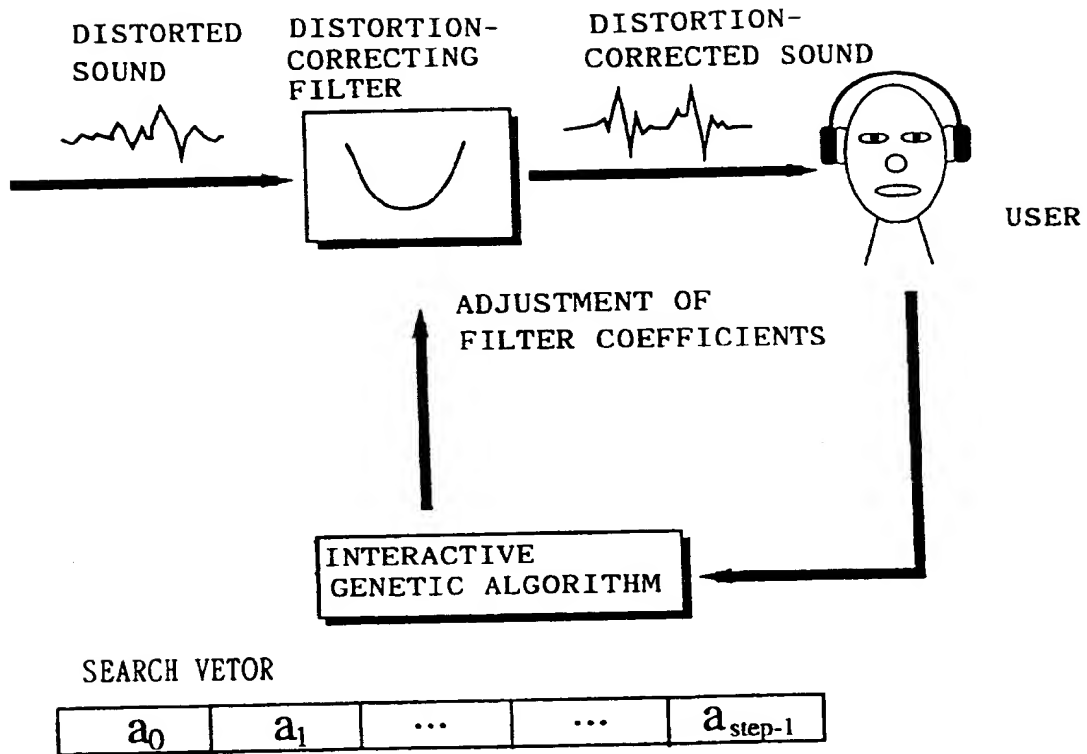 DISTORTED
SOUND
DISTORTION-
CORRECTING
FILTER
DISTORTION-
CORRECTED SOUND
USER
ADJUSTMENT OF
FILTER COEFFICIENTS
INTERACTIVE
GENETIC ALGORITHM
SEARCH VETOR
a₀ a₁ ... ... a_step-1